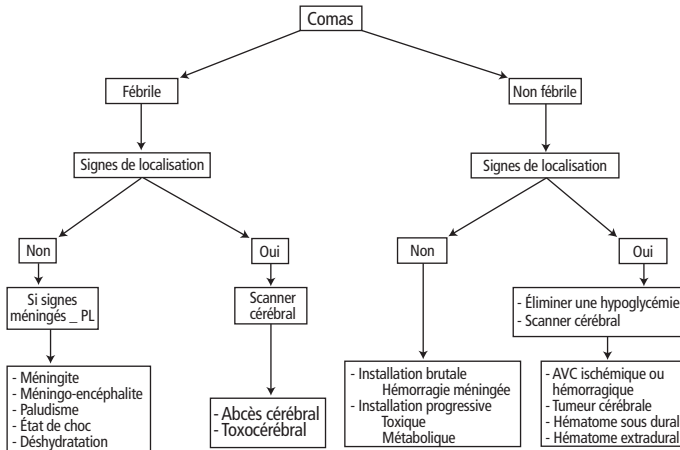 Comas
Fébrile
Non fébrile
Signes de localisation
Signes de localisation
Non
Oui
Non
Oui
Si signes
méningés _ PL
Scanner
cérébral
- Éliminer une hypoglycémie
- Scanner cérébral
- Méningite
- Méningo-encéphalite
- Paludisme
- État de choc
- Déshydratation
- Abcès cérébral
- Toxocérébral
- Installation brutale
Hémorragie méningée
- Installation progressive
Toxique
Métabolique
- AVC ischémique ou
hémorragique
- Tumeur cérébrale
- Hématome sous dural
- Hématome extradural